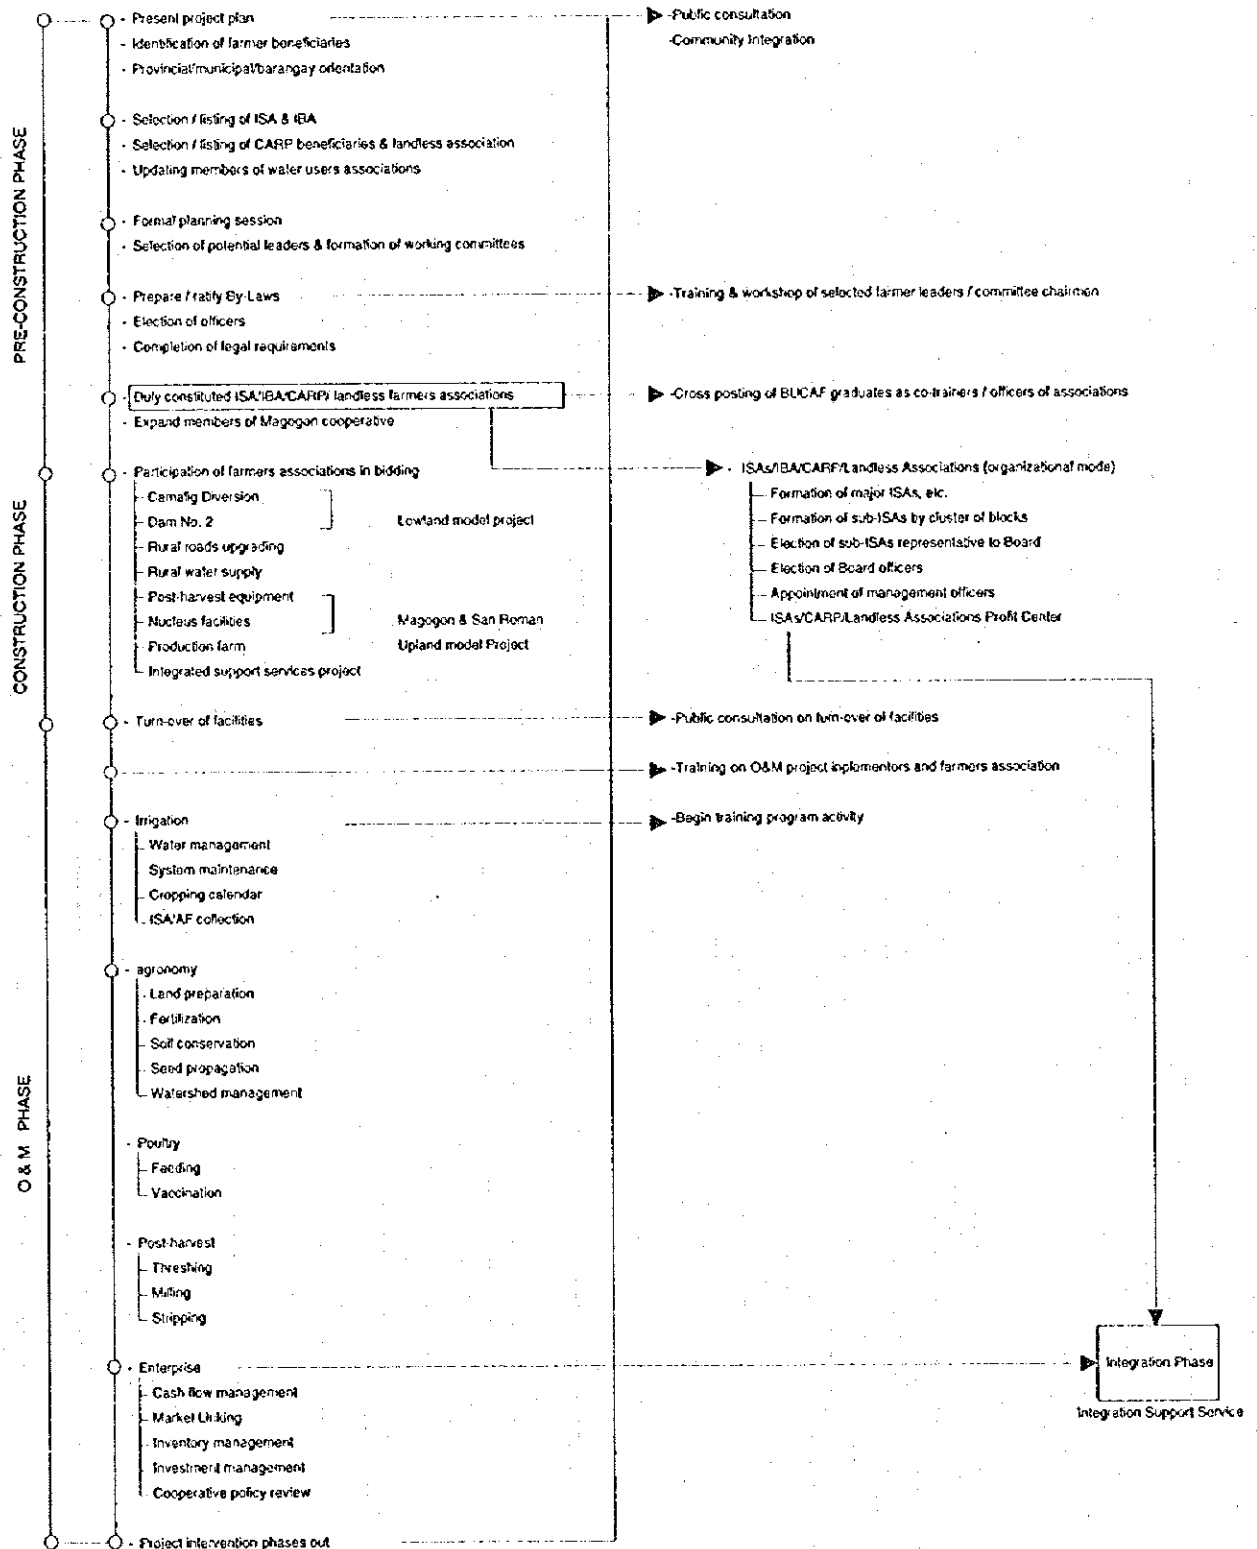 PRE-CONSTRUCTION PHASE
- Present project plan
- Identification of farmer beneficiaries
- Provincial/municipal/barangay orientation
-Public consultation
-Community Integration
- Selection / listing of ISA & IBA
- Selection / listing of CARP beneficiaries & landless association
- Updating members of water users associations
- Formal planning session
- Selection of potential leaders & formation of working committees
- Prepare / ratify By-Laws
- Election of officers
- Completion of legal requirements
-Training & workshop of selected farmer leaders / committee chairman
- Duly constituted ISA/IBA/CARP/ landless farmers associations
- Expand members of Magogon cooperative
-Cross posting of BUCAF graduates as co-trainers / officers of associations
CONSTRUCTION PHASE
- Participation of farmers associations in bidding
- Camafig Diversion
- Dam No. 2
Lowland model project
- Rural roads upgrading
- Rural water supply
- Post-harvest equipment
- Nucleus facilities
Magogon & San Roman
- Production farm
Upland model Project
- Integrated support services project
- ISAs/IBA/CARP/Landless Associations (organizational mode)
- Formation of major ISAs, etc.
- Formation of sub-ISAs by cluster of blocks
- Election of sub-ISAs representative to Board
- Election of Board officers
- Appointment of management officers
- ISAs/CARP/Landless Associations Profit Center
O & M PHASE
- Turn-over of facilities
-Public consultation on turn-over of facilities
-Training on O&M project inplementors and farmers association
- Irrigation
-Begin training program activity
- Water management
System maintenance
- Cropping calendar
- ISA/AF collection
- agronomy
- Land preparation
- Fertilization
- Soil conservation
- Seed propagation
- Watershed management
- Poultry
- Feeding
- Vaccination
- Post-harvest
- Threshing
- Milling
- Stripping
- Enterprise
- Cash flow management
- Market Linking
- Inventory management
- Investment management
- Cooperative policy review
Integration Phase
Integration Support Service
- Project intervention phases out